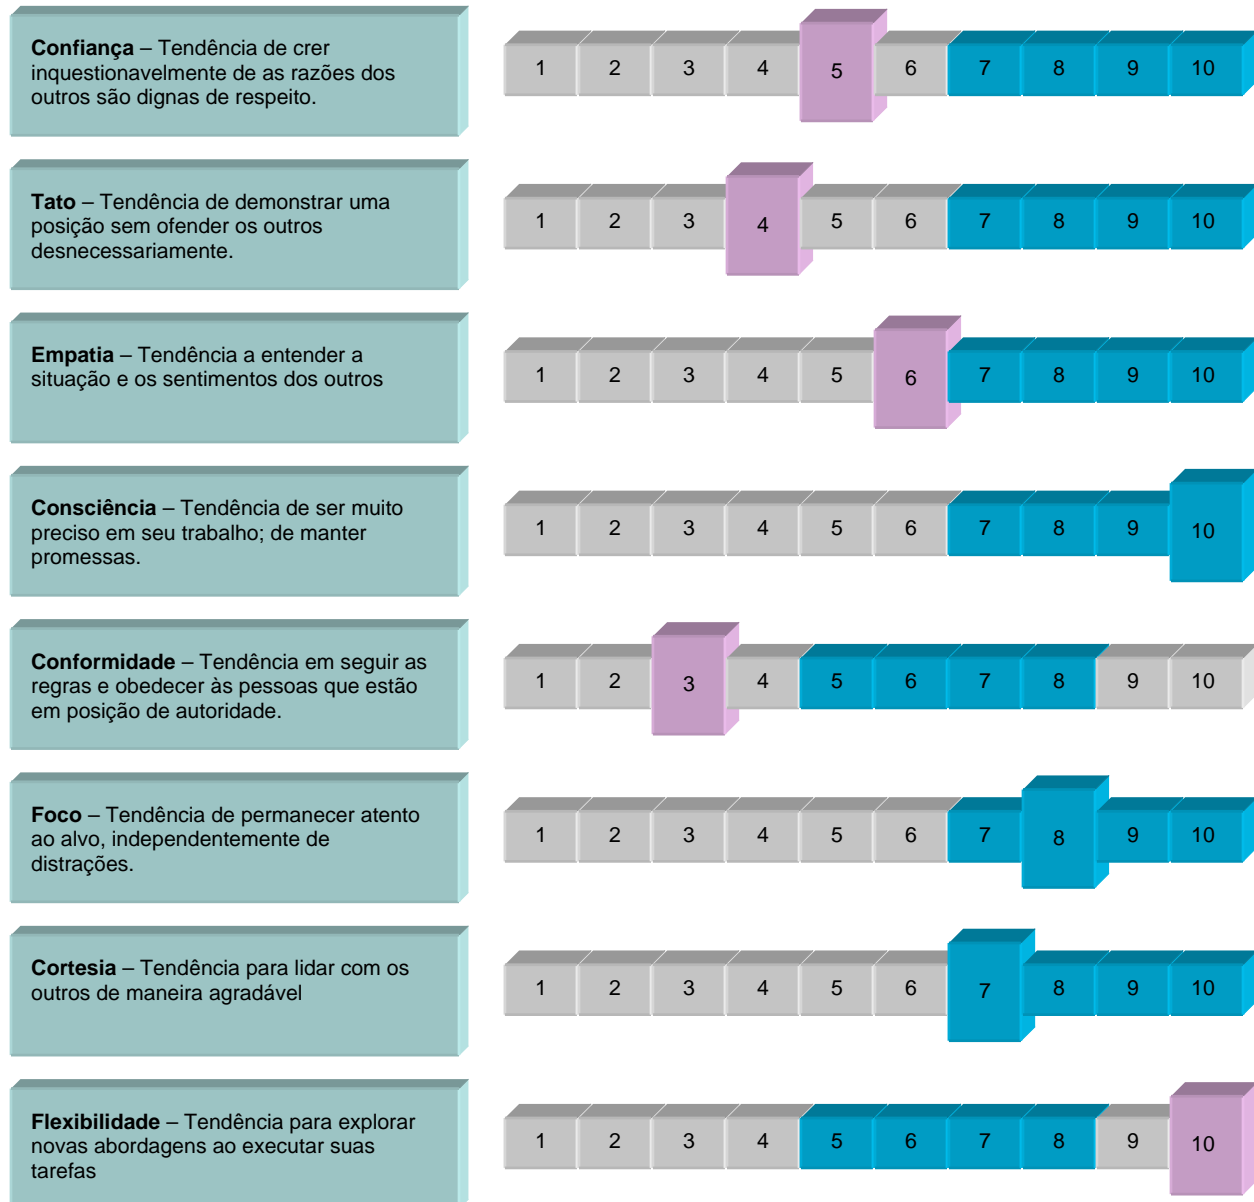 Confiança – Tendência de crer
inquestionavelmente de as razões dos
outros são dignas de respeito.
1 2 3 4 5 6 7 8 9 10
Tato – Tendência de demonstrar uma
posição sem ofender os outros
desnecessariamente.
1 2 3 4 5 6 7 8 9 10
Empatia – Tendência a entender a
situação e os sentimentos dos outros
1 2 3 4 5 6 7 8 9 10
Consciência – Tendência de ser muito
preciso em seu trabalho; de manter
promessas.
1 2 3 4 5 6 7 8 9 10
Conformidade – Tendência em seguir as
regras e obedecer às pessoas que estão
em posição de autoridade.
1 2 3 4 5 6 7 8 9 10
Foco – Tendência de permanecer atento
ao alvo, independentemente de
distrações.
1 2 3 4 5 6 7 8 9 10
Cortesia – Tendência para lidar com os
outros de maneira agradável
1 2 3 4 5 6 7 8 9 10
Flexibilidade – Tendência para explorar
novas abordagens ao executar suas
tarefas
1 2 3 4 5 6 7 8 9 10